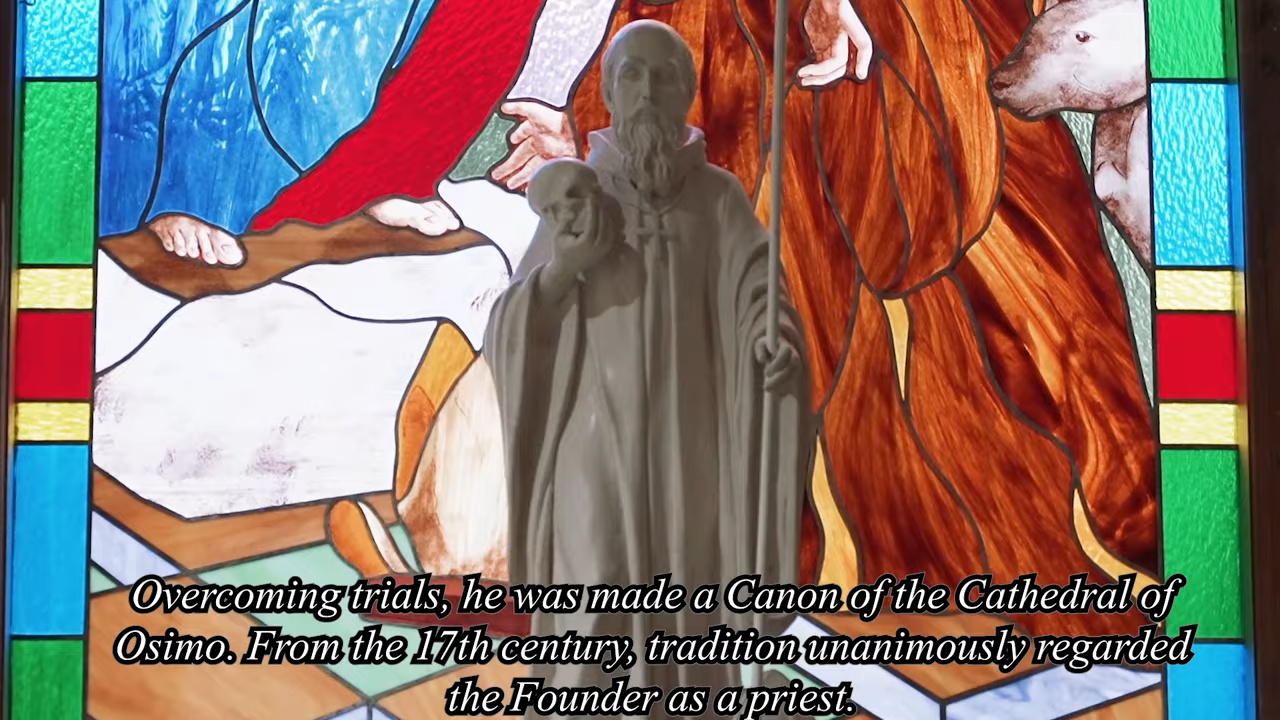 Overcoming trials, he was made a Canon of the Cathedral of
Osimo. From the 17th century, tradition unanimously regarded
the Founder as a priest.